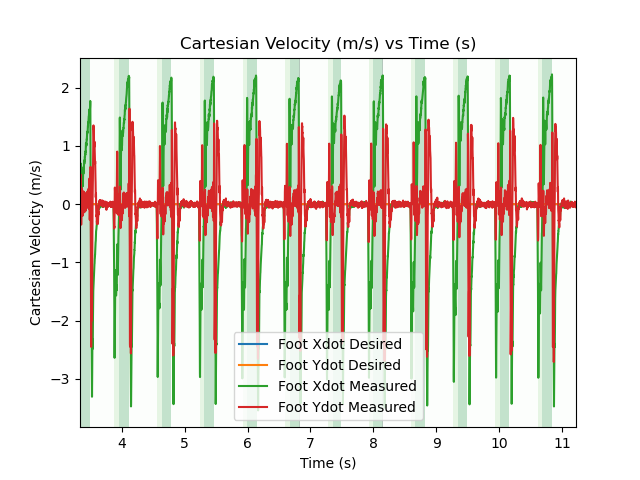 Cartesian Velocity (m/s) vs Time (s)
Cartesian Velocity (m/s)
2
1
0
−1
−2
−3
Foot Xdot Desired
Foot Ydot Desired
Foot Xdot Measured
Foot Ydot Measured
4 5 6 7 8 9 10 11
Time (s)